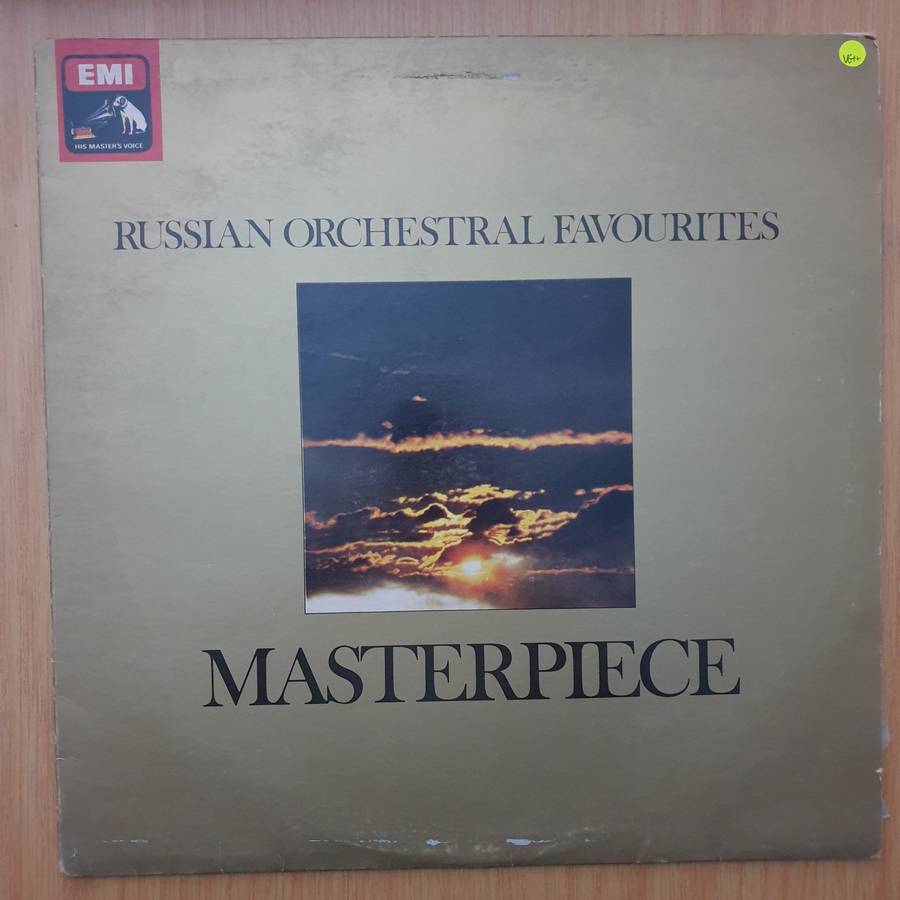 EMI
HIS MASTER'S VOICE
VG++
RUSSIAN ORCHESTRAL FAVOURITES
MASTERPIECE